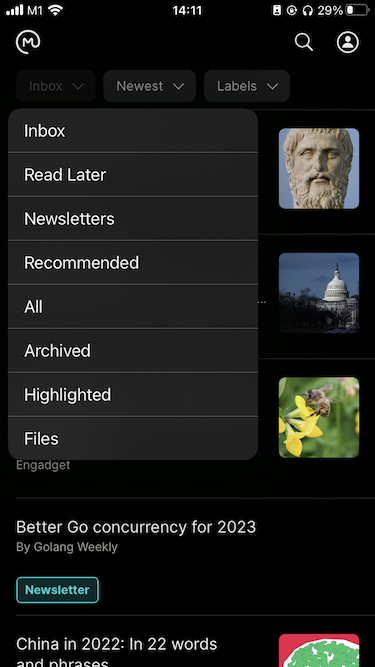 M1 14:11 29%
Inbox Newest Labels
Inbox
Read Later
Newsletters
Recommended
All
...
Archived
Highlighted
Files
Engadget
Better Go concurrency for 2023
By Golang Weekly
Newsletter
China in 2022: In 22 words
and phrases